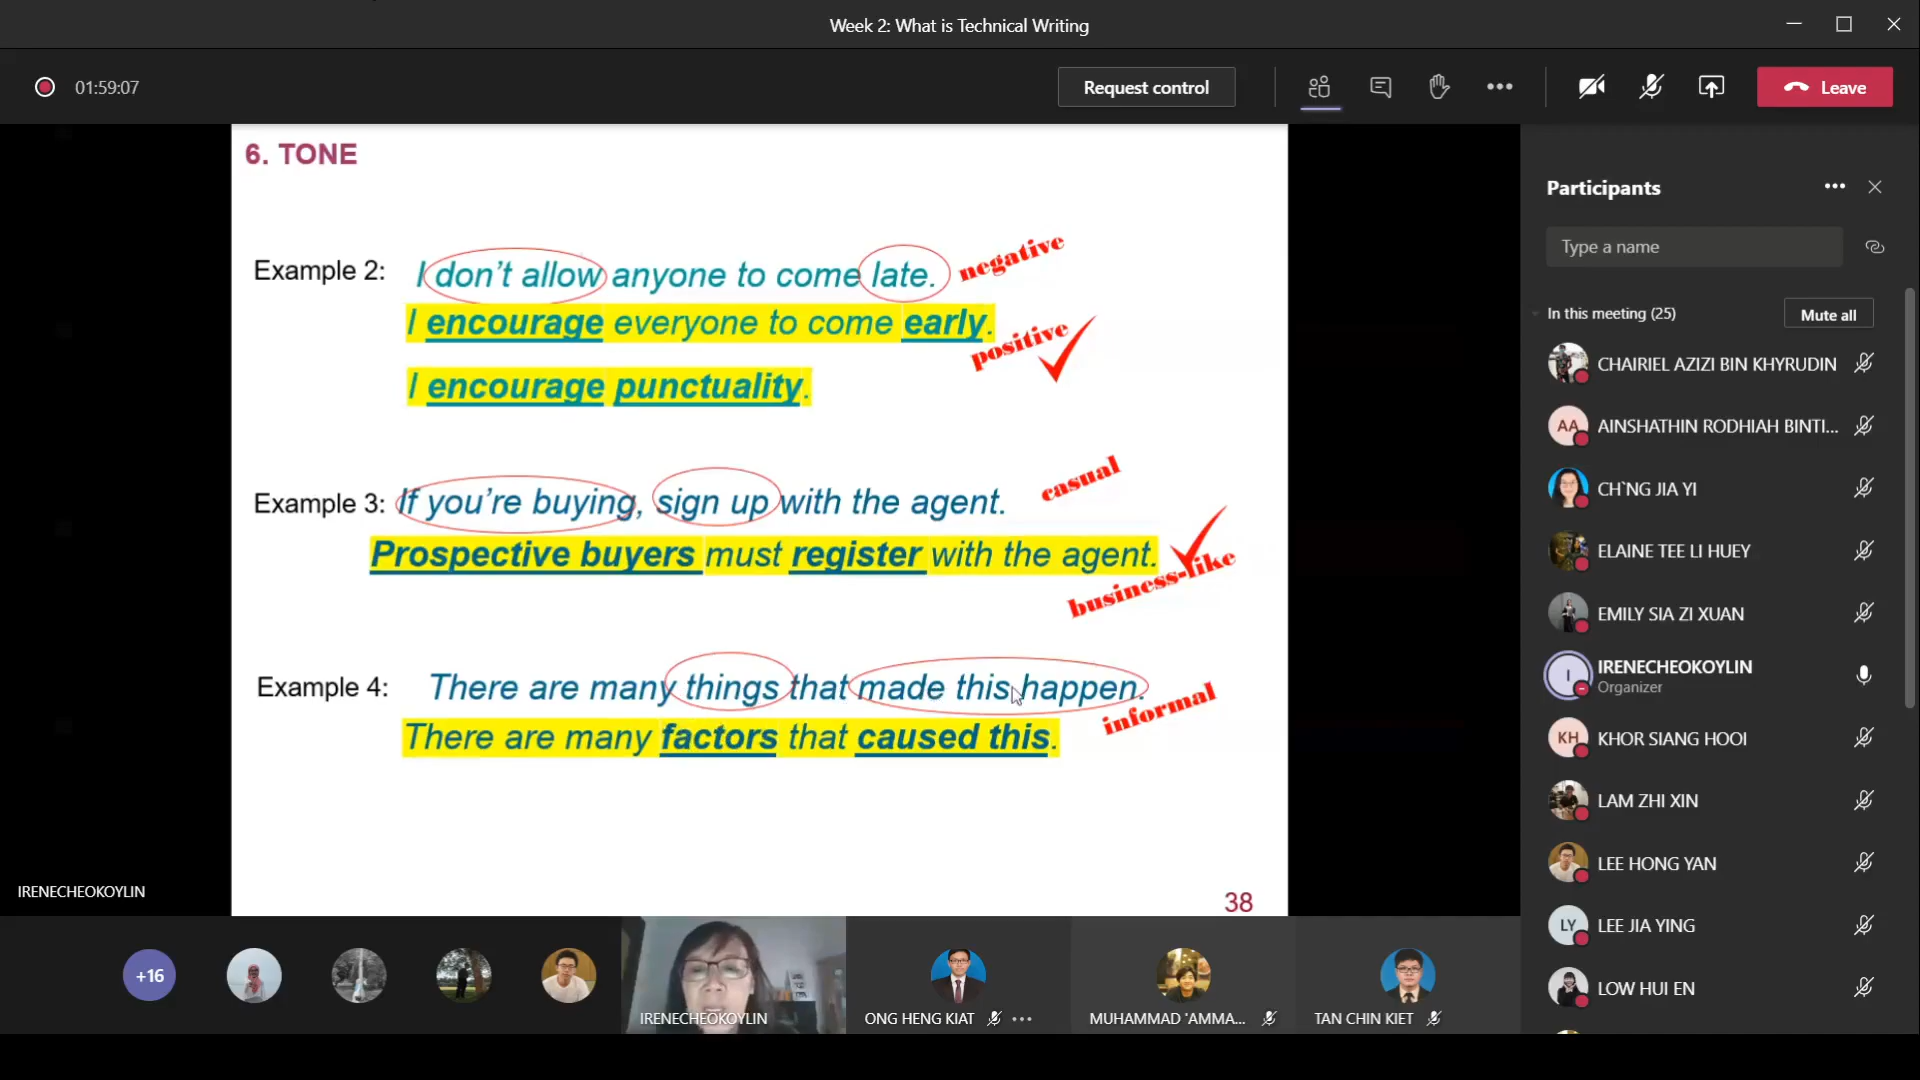 Week 2: What is Technical Writing
01:59:07
Request control
Leave
6. TONE
Example 2: I don't allow anyone to come late. negative
I encourage everyone to come early.
positive
I encourage punctuality.
Example 3: If you're buying, sign up with the agent. casual
Prospective buyers must register with the agent.
business-like
Example 4: There are many things that made this happen.
informal
There are many factors that caused this.
38
IRENECHEOKOYLIN
+16
IRENECHEOKOYLIN
ONG HENG KIAT
MUHAMMAD 'AMMA...
TAN CHIN KIET
Participants
Type a name
In this meeting (25)
Mute all
CHAIRIEL AZIZI BIN KHYRUDIN
AA
AINSHATHIN RODHIAH BINTI...
CH`NG JIA YI
ELAINE TEE LI HUEY
EMILY SIA ZI XUAN
I
IRENECHEOKOYLIN
Organizer
KH
KHOR SIANG HOOI
LAM ZHI XIN
LEE HONG YAN
LY
LEE JIA YING
LOW HUI EN